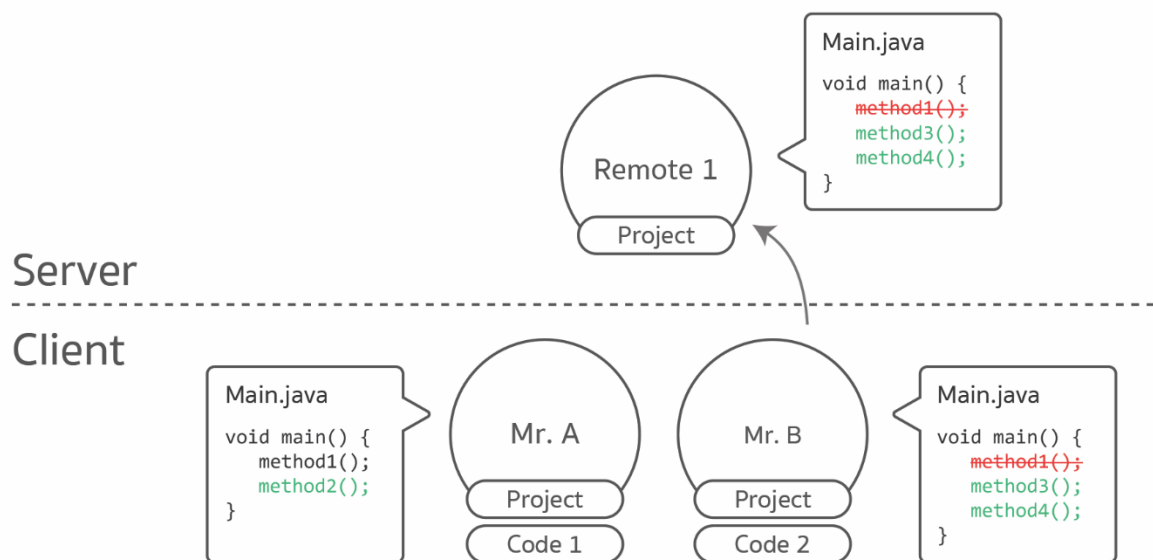 Main.java
void main() {
method1();
method3();
method4();
}
Remote 1
Project
Server
Client
Main.java
void main() {
method1();
method2();
}
Mr. A
Project
Code 1
Mr. B
Project
Code 2
Main.java
void main() {
method1();
method3();
method4();
}